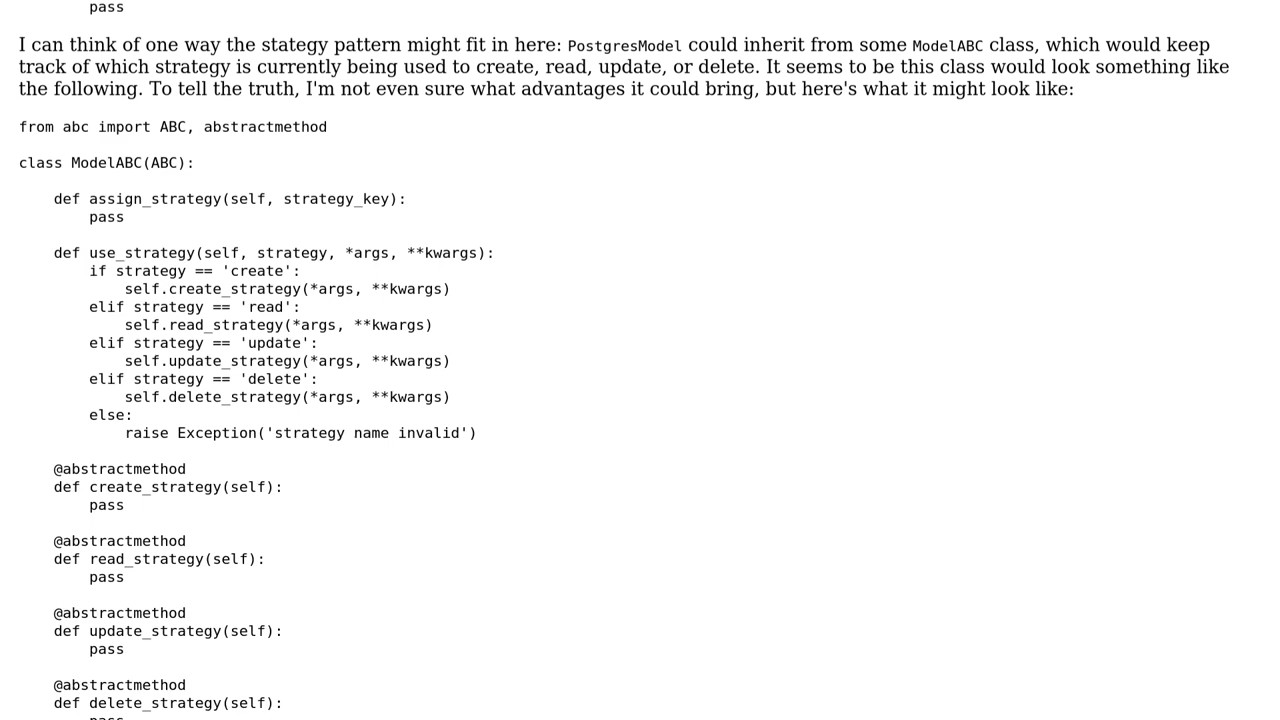 pass
I can think of one way the stategy pattern might fit in here: PostgresModel could inherit from some ModelABC class, which would keep
track of which strategy is currently being used to create, read, update, or delete. It seems to be this class would look something like
the following. To tell the truth, I'm not even sure what advantages it could bring, but here's what it might look like:
from abc import ABC, abstractmethod
class ModelABC(ABC):
    def assign_strategy(self, strategy_key):
        pass
    def use_strategy(self, strategy, *args, **kwargs):
        if strategy == 'create':
            self.create_strategy(*args, **kwargs)
        elif strategy == 'read':
            self.read_strategy(*args, **kwargs)
        elif strategy == 'update':
            self.update_strategy(*args, **kwargs)
        elif strategy == 'delete':
            self.delete_strategy(*args, **kwargs)
        else:
            raise Exception('strategy name invalid')
    @abstractmethod
    def create_strategy(self):
        pass
    @abstractmethod
    def read_strategy(self):
        pass
    @abstractmethod
    def update_strategy(self):
        pass
    @abstractmethod
    def delete_strategy(self):